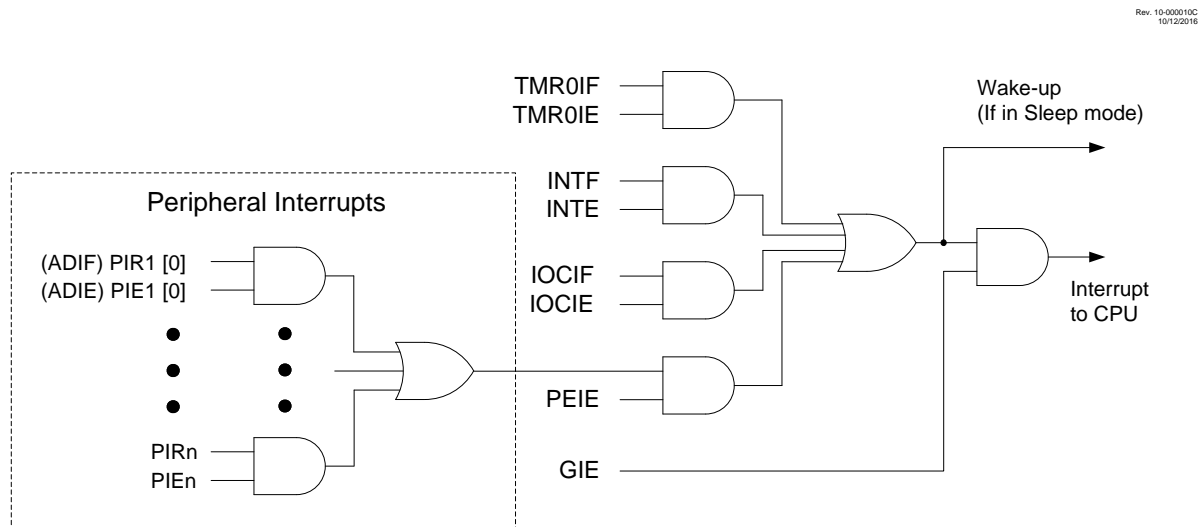 Rev. 10-000010C
10/12/2016
TMR0IF
TMR0IE
Wake-up
(If in Sleep mode)
INTF
INTE
Peripheral Interrupts
(ADIF) PIR1 [0]
(ADIE) PIE1 [0]
IOCIF
IOCIE
Interrupt
to CPU
PEIE
PIRn
PIEn
GIE